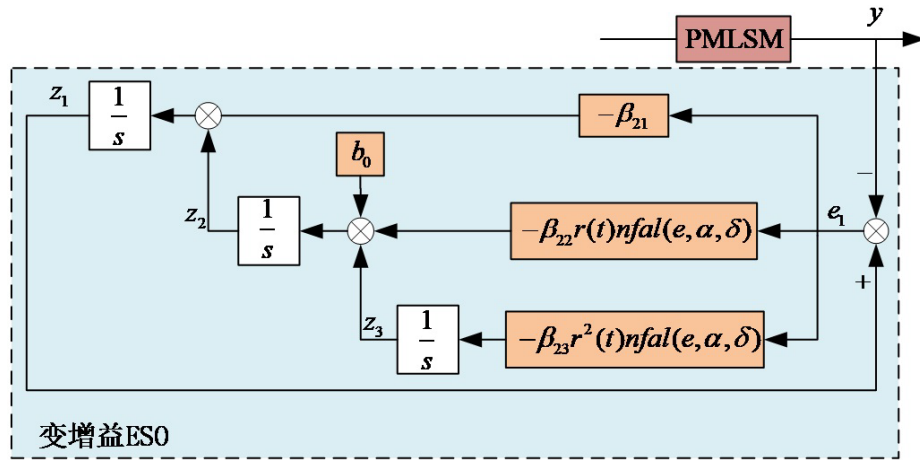 y
PMLSM
z₁
1/s
−β₂₁
b₀
−
z₂
1/s
−β₂₂r(t)nfal(e,α,δ)
e₁
+
z₃
1/s
−β₂₃r²(t)nfal(e,α,δ)
变增益ESO